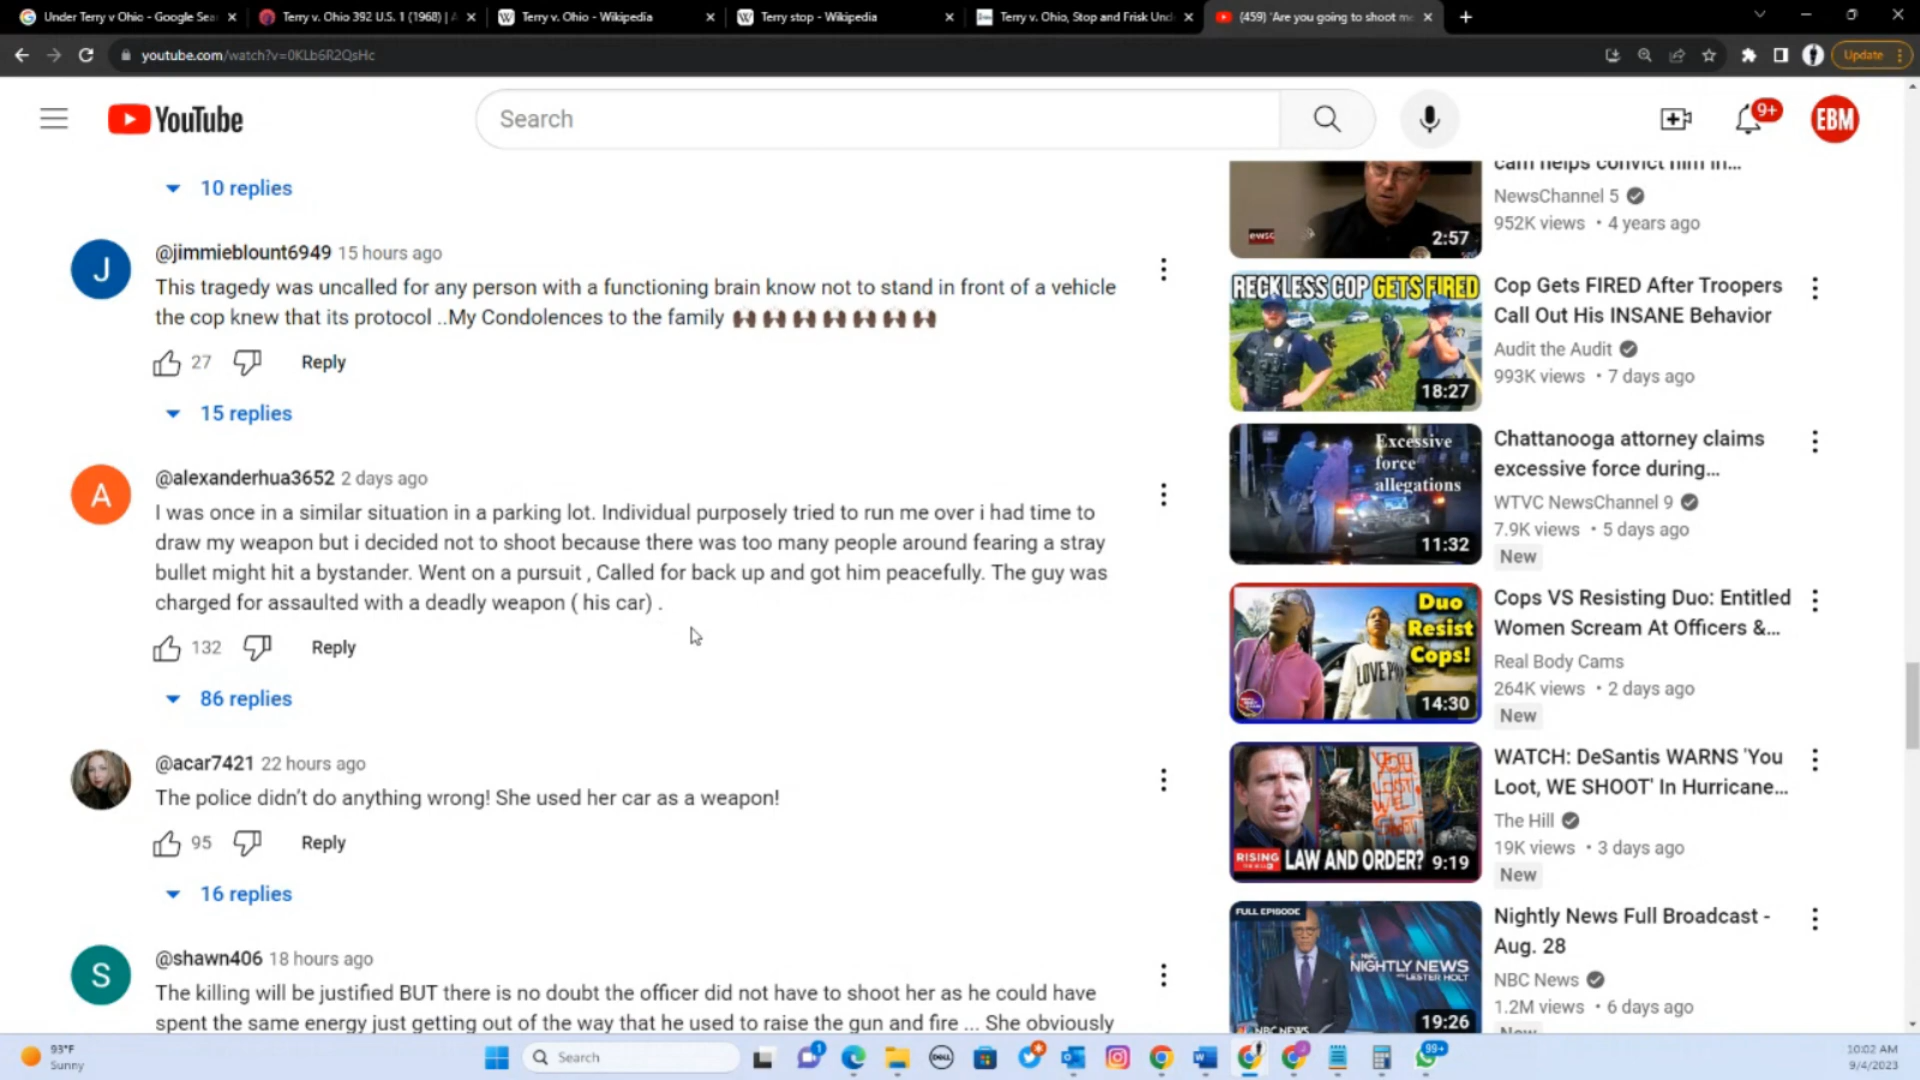 Under Terry v Ohio - Google Sea
Terry v. Ohio 392 U.S. 1 (1968) | A
Terry v. Ohio - Wikipedia
Terry stop - Wikipedia
Terry v. Ohio, Stop and Frisk Und
(459) 'Are you going to shoot me
youtube.com/watch?v=0KLb6R2QsHc
Update
YouTube
Search
9+
EBM
10 replies
J
@jimmieblount6949 15 hours ago
This tragedy was uncalled for any person with a functioning brain know not to stand in front of a vehicle
the cop knew that its protocol ..My Condolences to the family
27 Reply
15 replies
A
@alexanderhua3652 2 days ago
I was once in a similar situation in a parking lot. Individual purposely tried to run me over i had time to
draw my weapon but i decided not to shoot because there was too many people around fearing a stray
bullet might hit a bystander. Went on a pursuit , Called for back up and got him peacefully. The guy was
charged for assaulted with a deadly weapon ( his car) .
132 Reply
86 replies
@acar7421 22 hours ago
The police didn't do anything wrong! She used her car as a weapon!
95 Reply
16 replies
S
@shawn406 18 hours ago
The killing will be justified BUT there is no doubt the officer did not have to shoot her as he could have
spent the same energy just getting out of the way that he used to raise the gun and fire ... She obviously
2:57
cam helps convict him in...
NewsChannel 5
952K views • 4 years ago
RECKLESS COP GETS FIRED
18:27
Cop Gets FIRED After Troopers
Call Out His INSANE Behavior
Audit the Audit
993K views • 7 days ago
Excessive
force
allegations
11:32
Chattanooga attorney claims
excessive force during...
WTVC NewsChannel 9
7.9K views • 5 days ago
New
Duo
Resist
Cops!
14:30
Cops VS Resisting Duo: Entitled
Women Scream At Officers &...
Real Body Cams
264K views • 2 days ago
New
YOU
LOOT
WE
SHOOT
RISING
LAW AND ORDER?
9:19
WATCH: DeSantis WARNS 'You
Loot, WE SHOOT' In Hurricane...
The Hill
19K views • 3 days ago
New
FULL EPISODE
NIGHTLY NEWS
LESTER HOLT
NBC NEWS
19:26
Nightly News Full Broadcast -
Aug. 28
NBC News
1.2M views • 6 days ago
New
93°F
Sunny
Search
1
DELL
99+
10:02 AM
9/4/2023